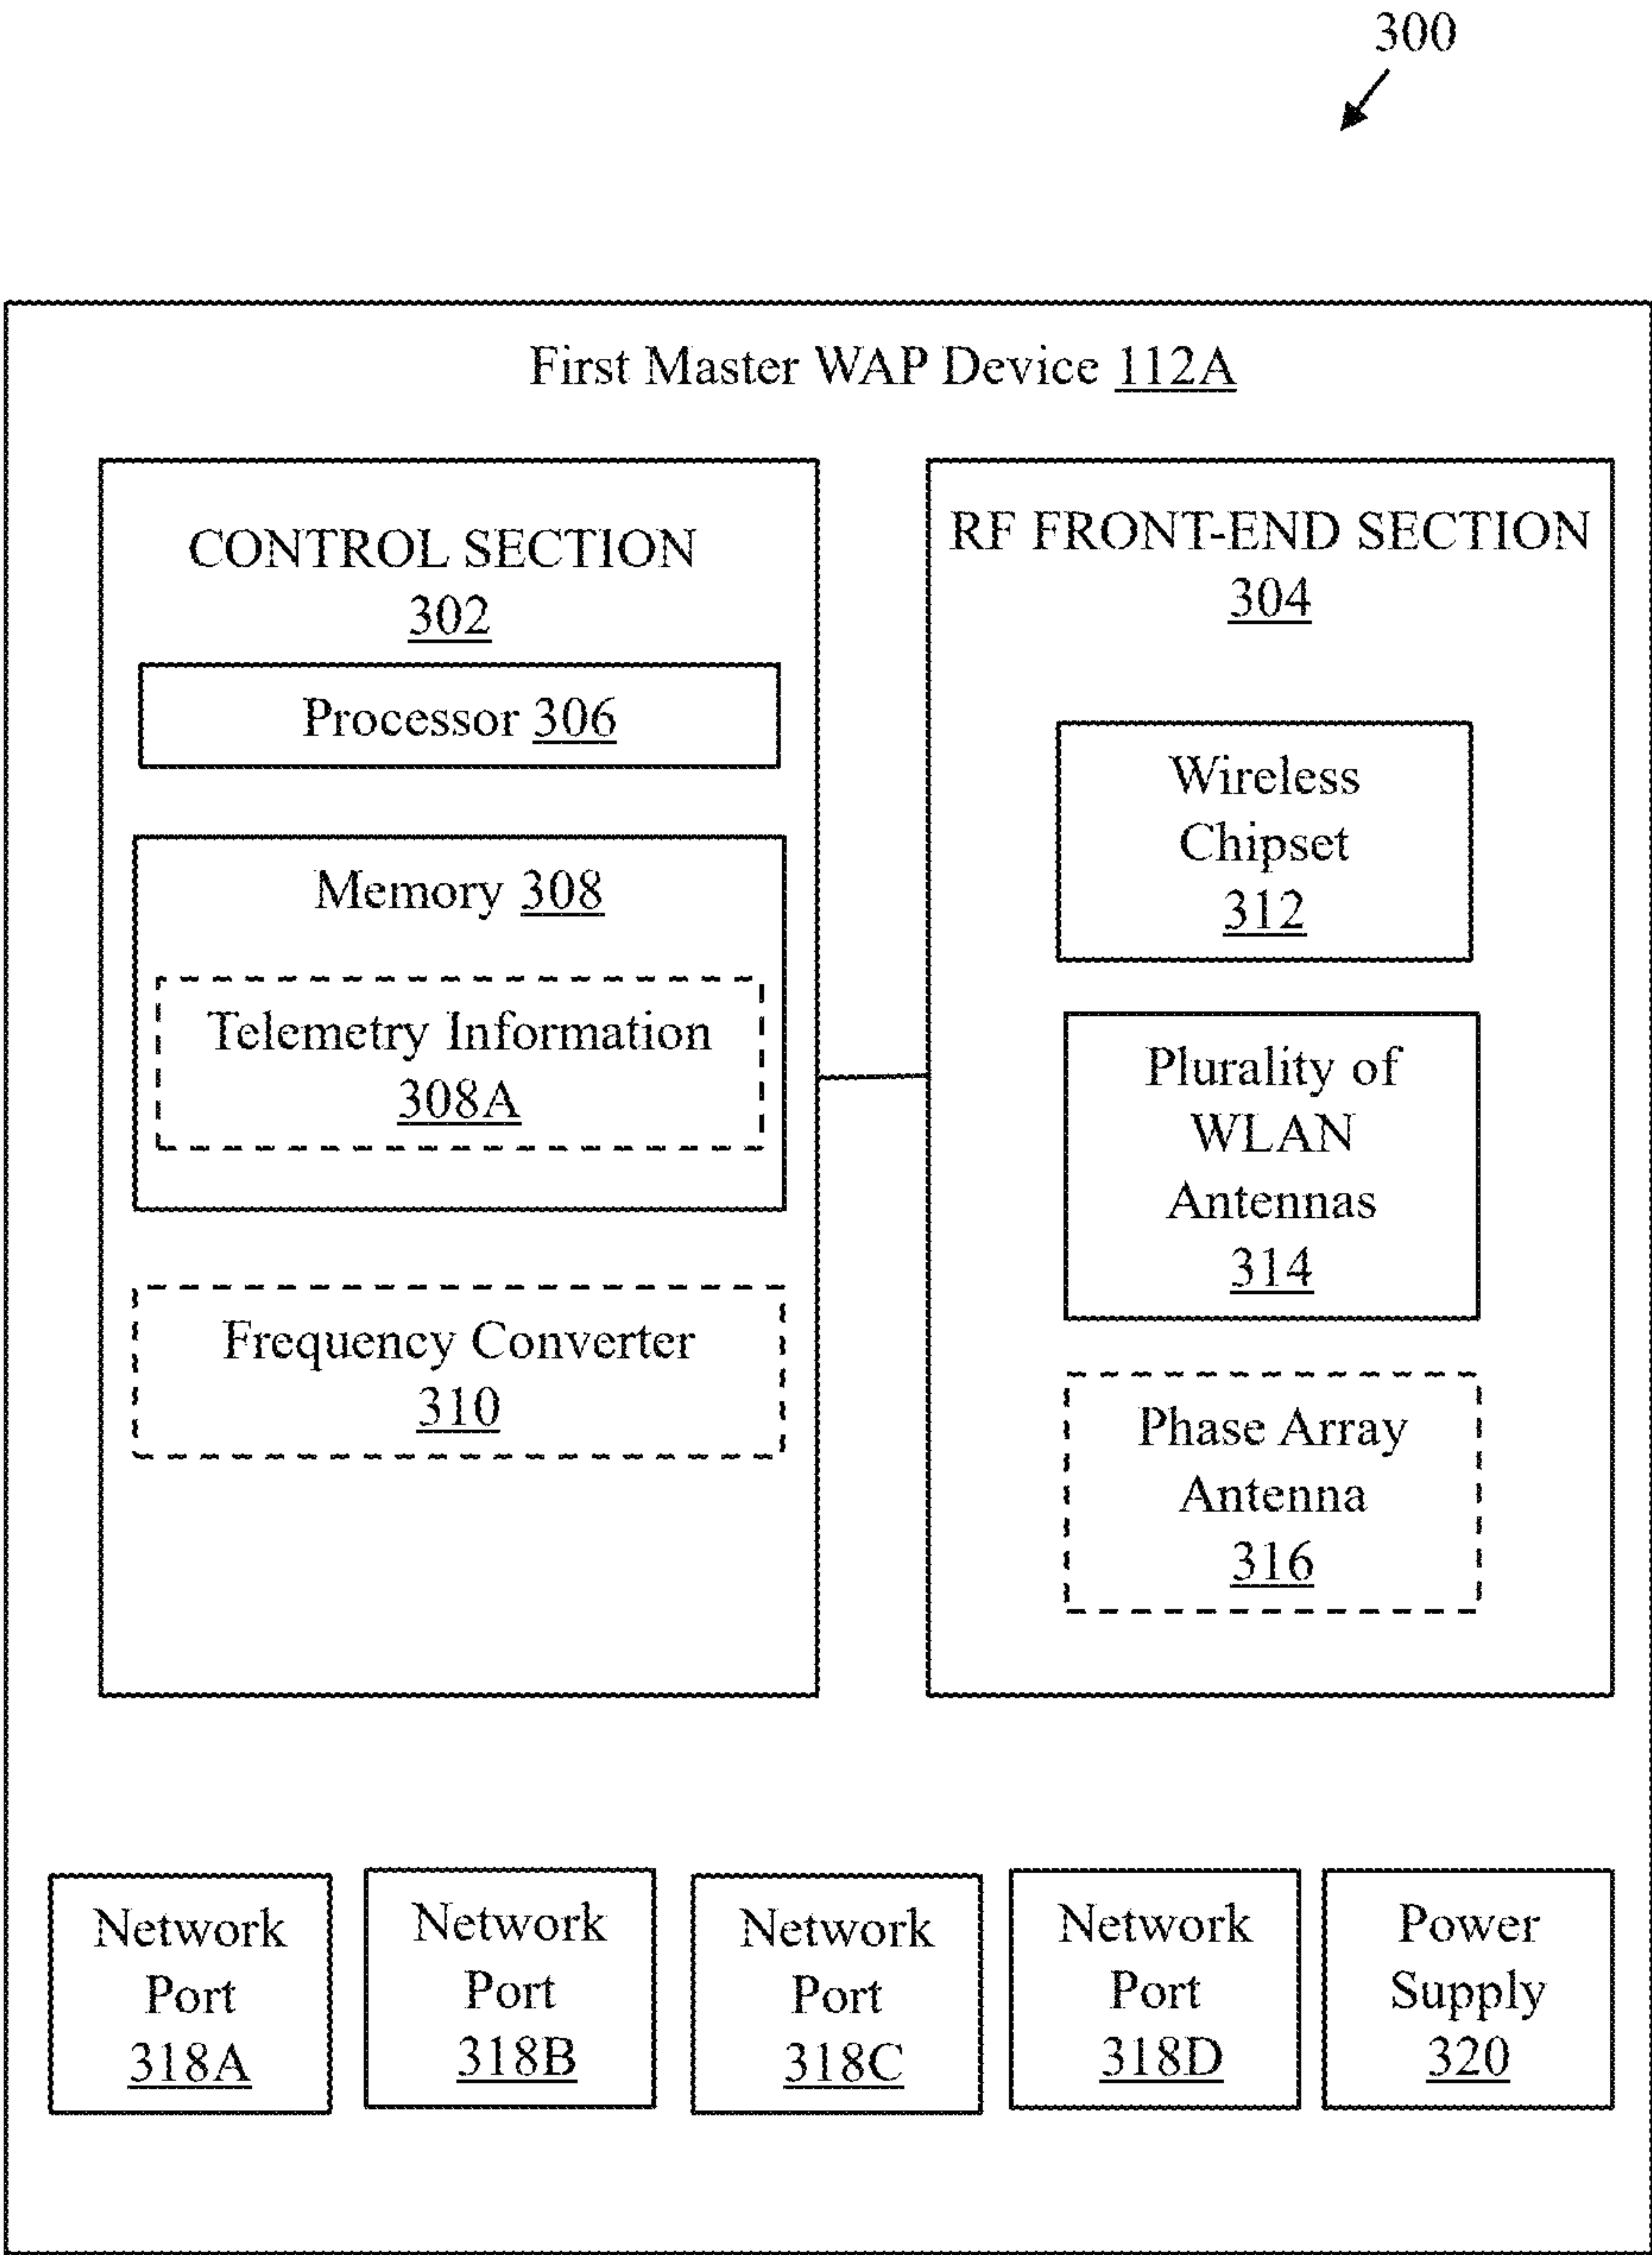 300
First Master WAP Device 112A
CONTROL SECTION
302
Processor 306
Memory 308
Telemetry Information
308A
Frequency Converter
310
RF FRONT-END SECTION
304
Wireless
Chipset
312
Plurality of
WLAN
Antennas
314
Phase Array
Antenna
316
Network
Port
318A
Network
Port
318B
Network
Port
318C
Network
Port
318D
Power
Supply
320